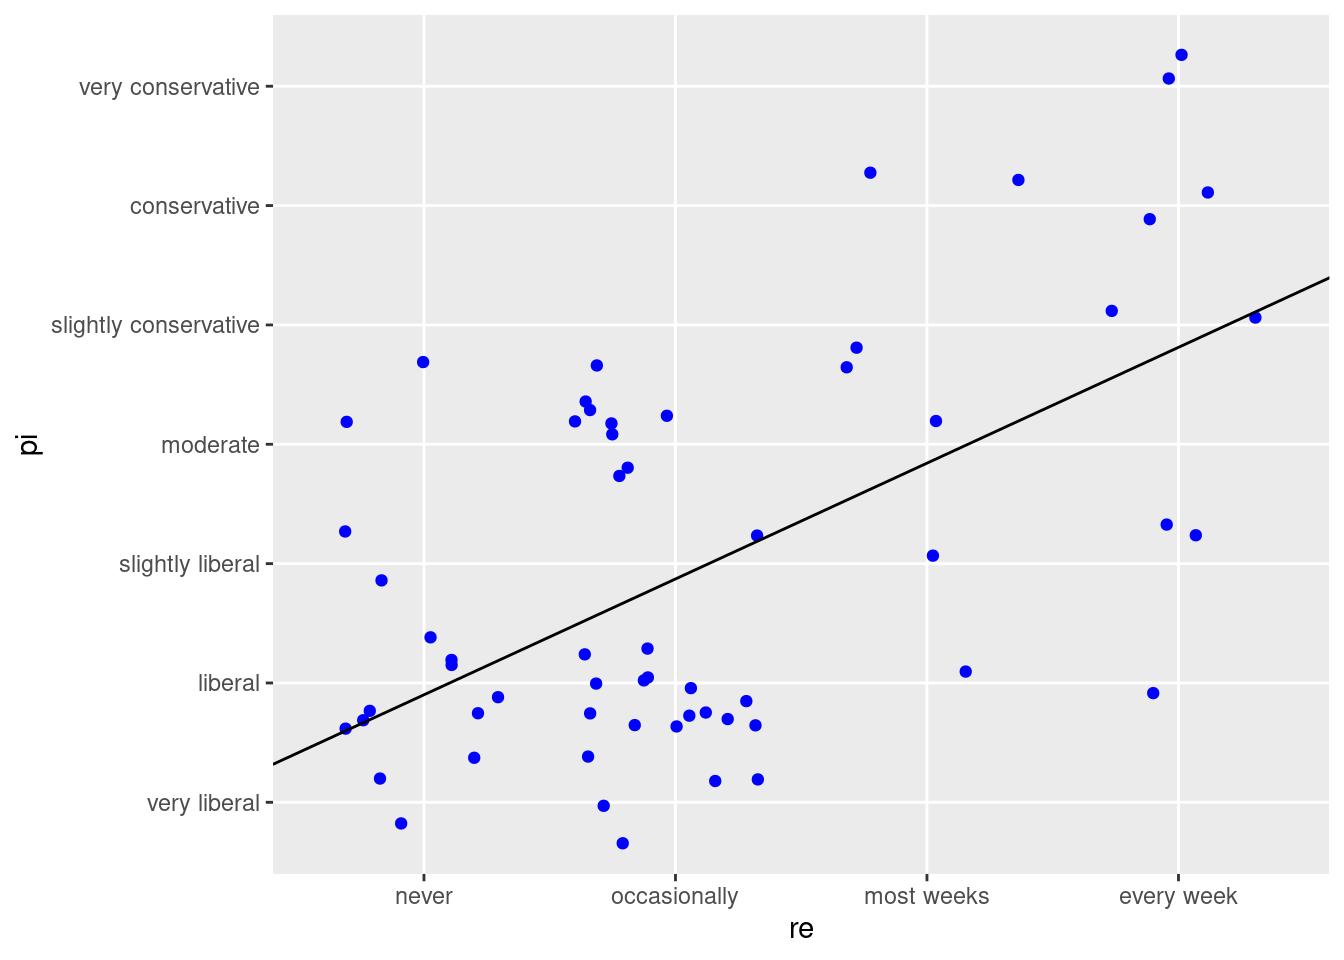 very conservative
conservative
slightly conservative
moderate
slightly liberal
liberal
very liberal
pi
never occasionally most weeks every week
re